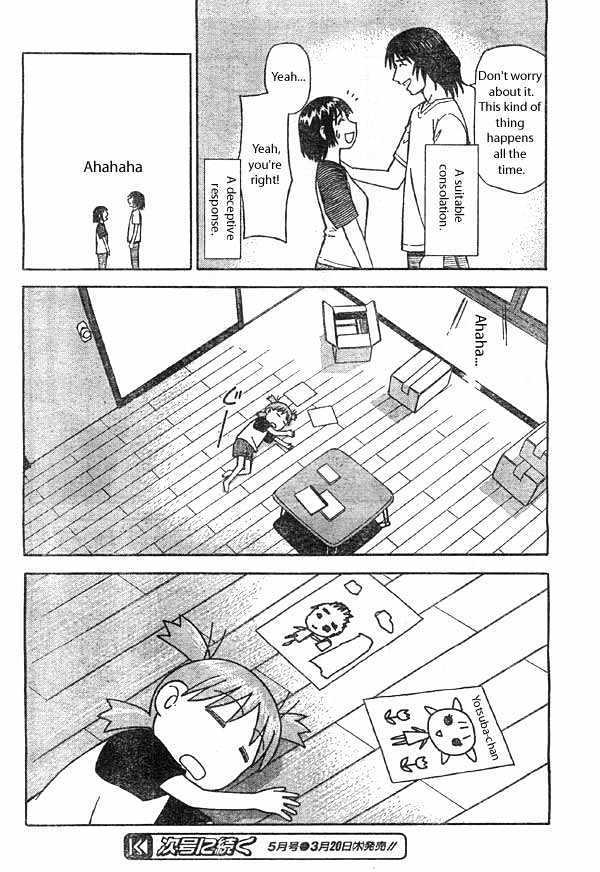 Don't worry
about it.
This kind of
thing
happens
all the
time.
A suitable
consolation.
Yeah...
Yeah,
you're
right!
A deceptive
response.
Ahahaha
Ahaha...
ぐー
Yotsuba-chan
K 次号に続く 5月号●3月20日(木)発売!!